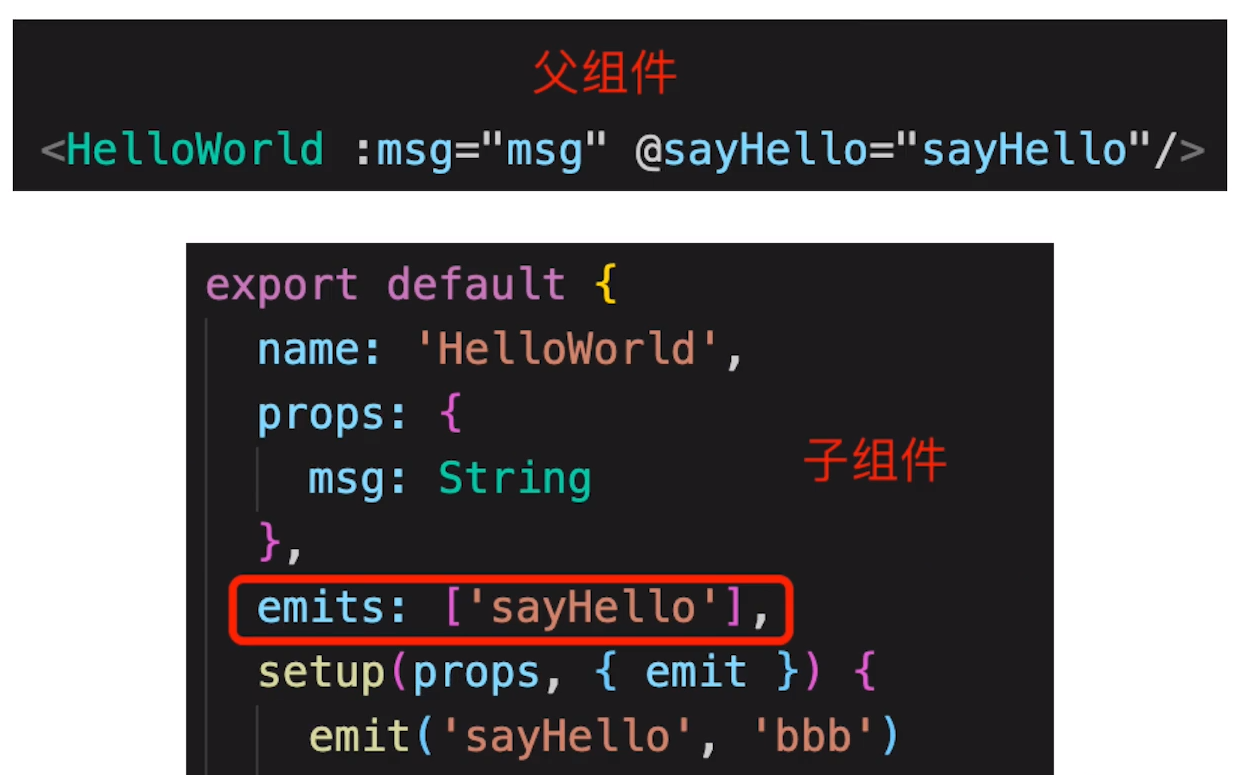 父组件
<HelloWorld :msg="msg" @sayHello="sayHello"/>
export default {
name: 'HelloWorld',
props: {
msg: String
子组件
},
emits: ['sayHello'],
setup(props, { emit }) {
emit('sayHello', 'bbb')